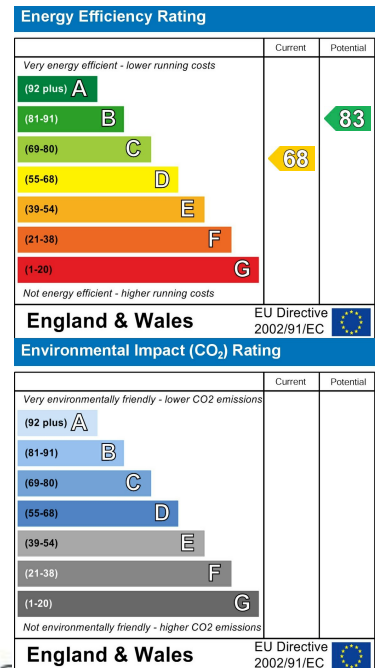 Energy Efficiency Rating
Current Potential
Very energy efficient - lower running costs
(92 plus) A
(81-91) B
83
(69-80) C
68
(55-68) D
(39-54) E
(21-38) F
(1-20) G
Not energy efficient - higher running costs
England & Wales
EU Directive
2002/91/EC
Environmental Impact (CO₂) Rating
Current Potential
Very environmentally friendly - lower CO2 emissions
(92 plus) A
(81-91) B
(69-80) C
(55-68) D
(39-54) E
(21-38) F
(1-20) G
Not environmentally friendly - higher CO2 emissions
England & Wales
EU Directive
2002/91/EC